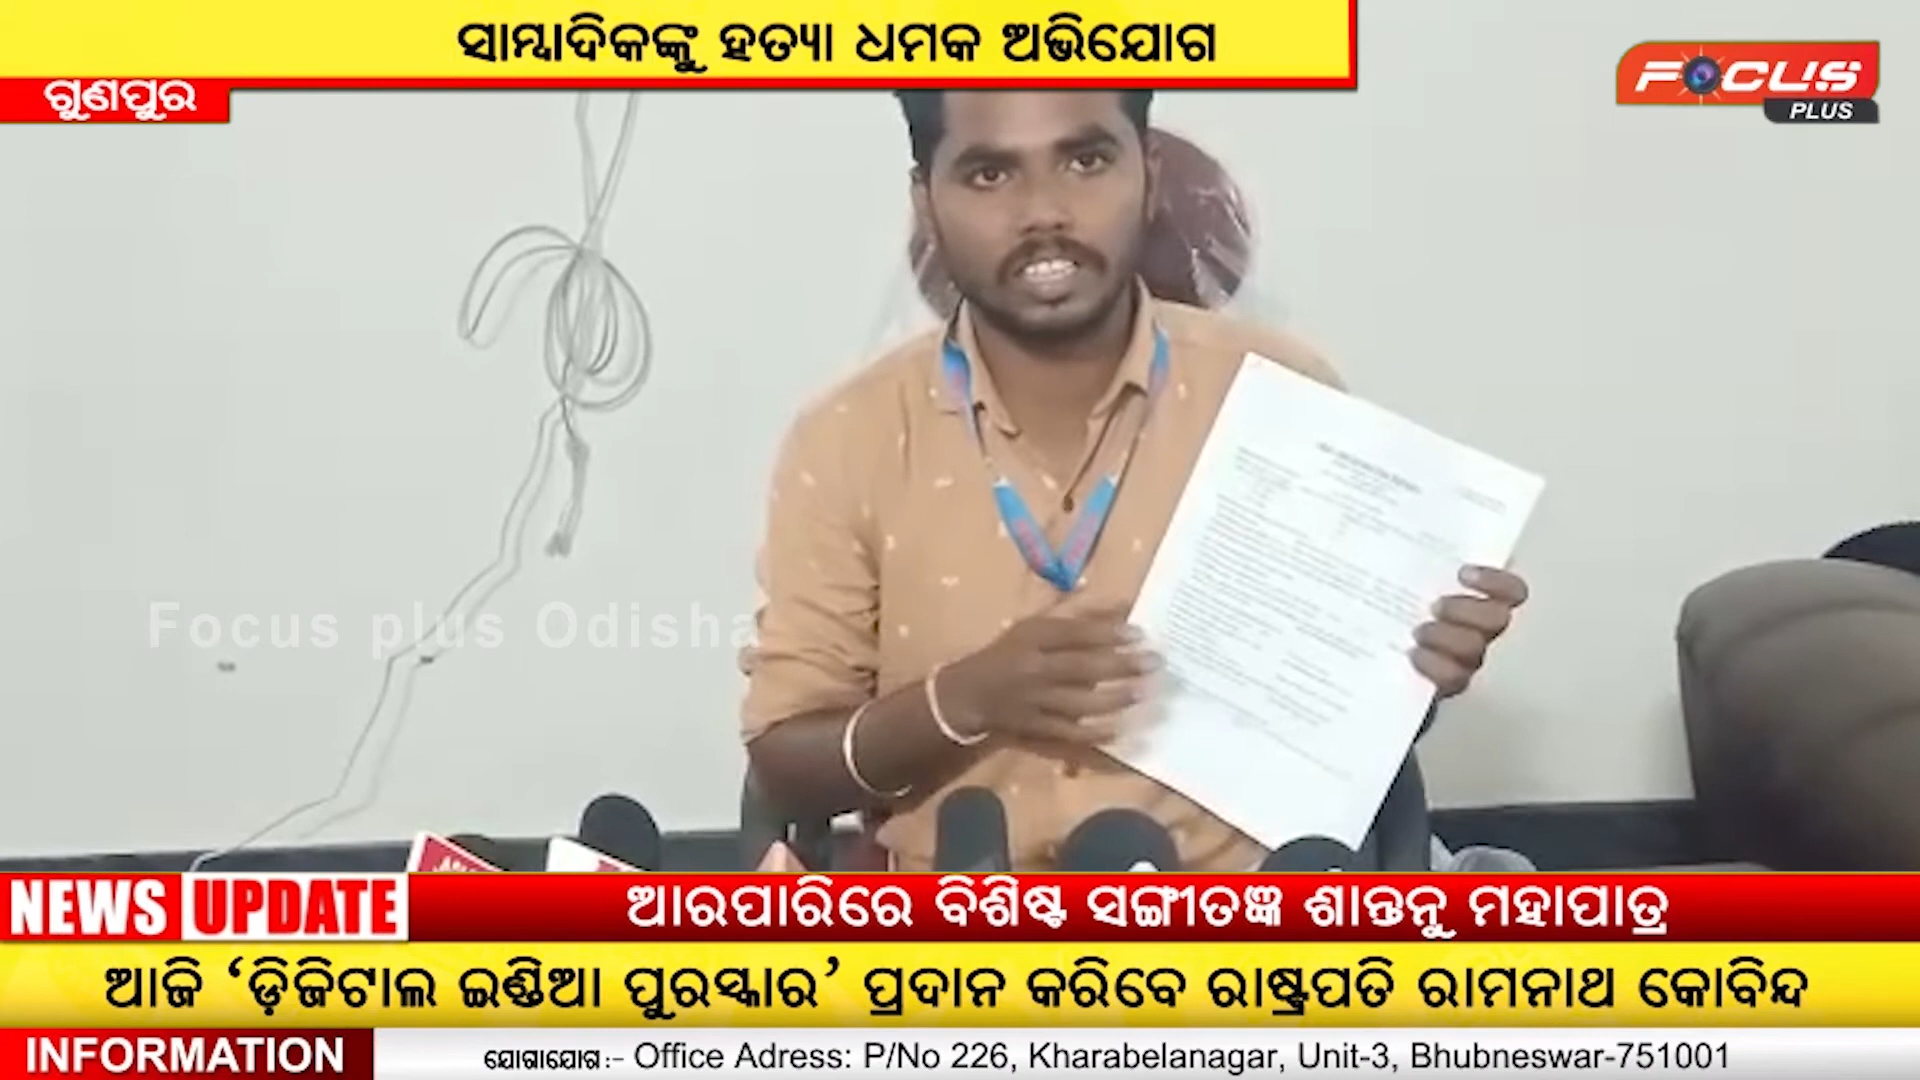 ସାମ୍ବାଦିକଙ୍କୁ ହତ୍ୟା ଧମକ ଅଭିଯୋଗ
ଗୁଣପୁର
FOCUS
PLUS
Focus plus Odisha
NEWS UPDATE
ଆରପାରିରେ ବିଶିଷ୍ଟ ସଙ୍ଗୀତଜ୍ଞ ଶାନ୍ତନୁ ମହାପାତ୍ର
ଆଜି ‘ଡ଼ିଜିଟାଲ ଇଣ୍ଡିଆ ପୁରସ୍କାର’ ପ୍ରଦାନ କରିବେ ରାଷ୍ଟ୍ରପତି ରାମନାଥ କୋବିନ୍ଦ
INFORMATION
ଯୋଗାଯୋଗ:– Office Adress: P/No 226, Kharabelanagar, Unit-3, Bhubneswar-751001